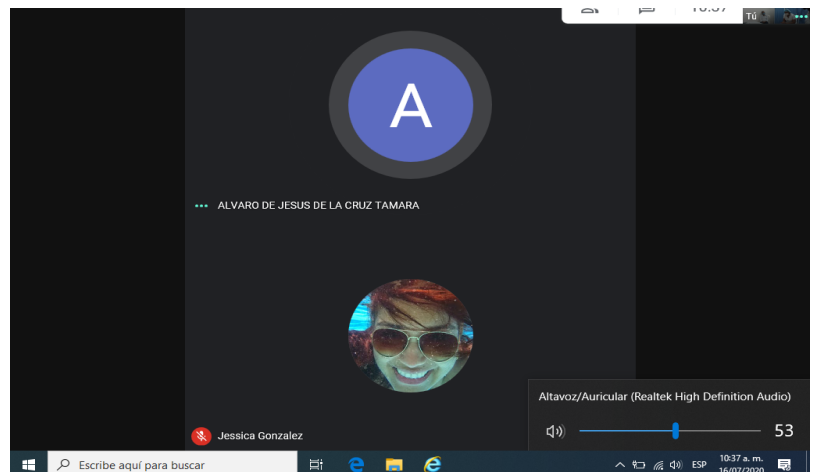 Tú
A
ALVARO DE JESUS DE LA CRUZ TAMARA
Jessica Gonzalez
Altavoz/Auricular (Realtek High Definition Audio)
53
Escribe aquí para buscar
ESP
10:37 a. m.
16/07/2020